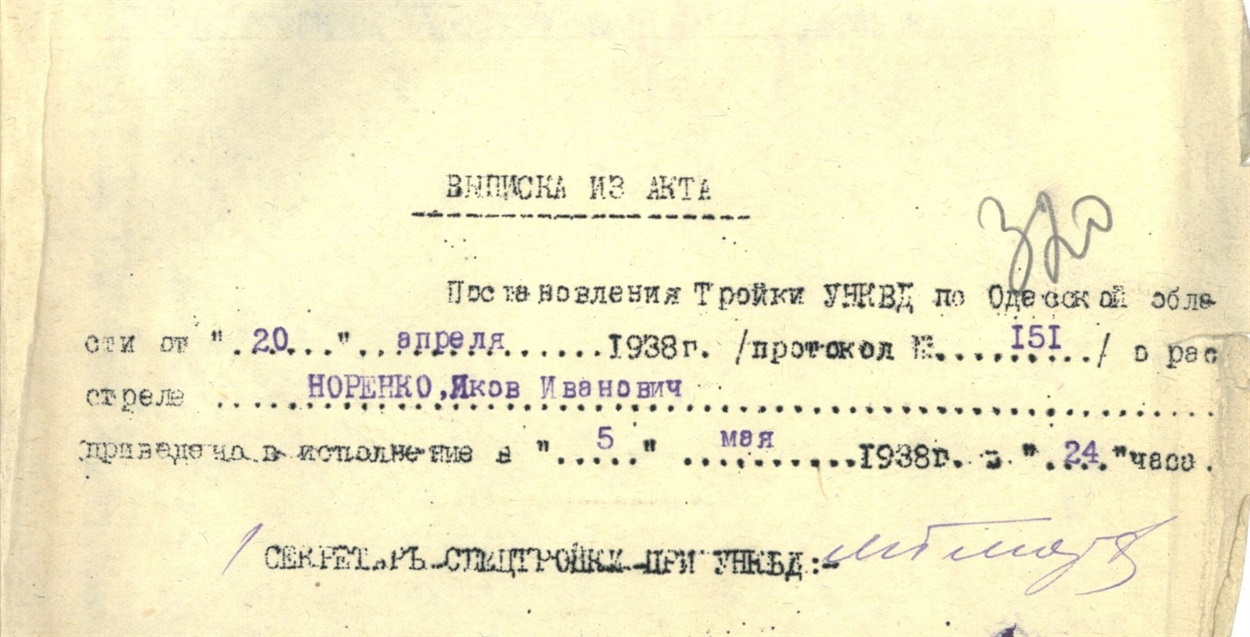 ВЫПИСКА ИЗ АКТА
320
Постановления Тройки УНКВД по Одесской обла-
сти от "..20..." ...апреля......1938г. /протокол №.....151..../ о рас
стреле .....НОРЕНКО,Яков Иванович.....
приведено в исполнение в "...5.." ...мая.....1938г. в "..24.."часа.
СЕКРЕТАРЬ СПЕЦТРОЙКИ ПРИ УНКВД:-